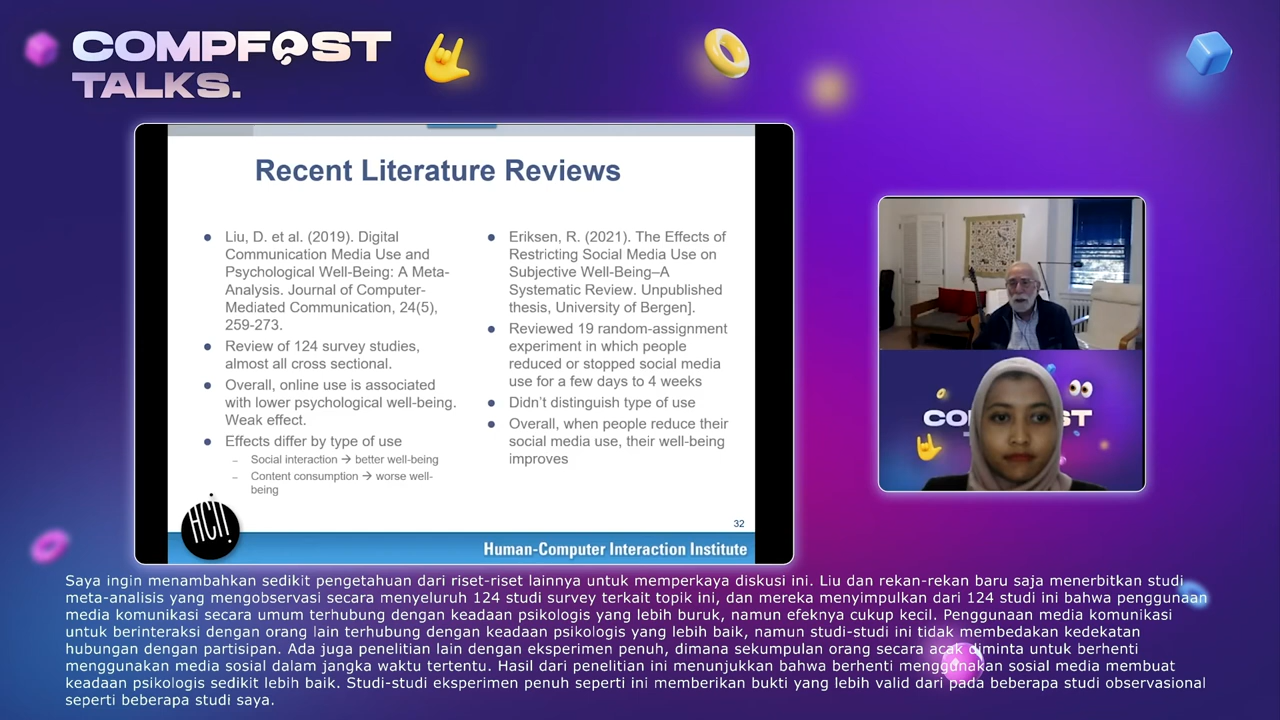 COMPFEST
TALKS.
Recent Literature Reviews
Liu, D. et al. (2019). Digital
Communication Media use and
Psychological Well-Being: A Meta-
Analysis. Journal of Computer-
Mediated Communication, 24(5),
259-273.
Review of 124 survey studies,
almost all cross sectional.
Overall, online use is associated
with lower psychological well-being.
Weak effect.
Effects differ by type of use
– Social interaction → better well-being
– Content consumption → worse well-
being
Eriksen, R. (2021). The Effects of
Restricting Social Media Use on
Subjective Well-Being–A
Systematic Review. Unpublished
thesis, University of Bergen].
Reviewed 19 random-assignment
experiment in which people
reduced or stopped social media
use for a few days to 4 weeks
Didn't distinguish type of use
Overall, when people reduce their
social media use, their well-being
improves
32
HCII
Human-Computer Interaction Institute
Saya ingin menambahkan sedikit pengetahuan dari riset-riset lainnya untuk memperkaya diskusi ini. Liu dan rekan-rekan baru saja menerbitkan studi
meta-analisis yang mengobservasi secara menyeluruh 124 studi survey terkait topik ini, dan mereka menyimpulkan dari 124 studi ini bahwa penggunaan
media komunikasi secara umum terhubung dengan keadaan psikologis yang lebih buruk, namun efeknya cukup kecil. Penggunaan media komunikasi
untuk berinteraksi dengan orang lain terhubung dengan keadaan psikologis yang lebih baik, namun studi-studi ini tidak membedakan kedekatan
hubungan dengan partisipan. Ada juga penelitian lain dengan eksperimen penuh, dimana sekumpulan orang secara acak diminta untuk berhenti
menggunakan media sosial dalam jangka waktu tertentu. Hasil dari penelitian ini menunjukkan bahwa berhenti menggunakan sosial media membuat
keadaan psikologis sedikit lebih baik. Studi-studi eksperimen penuh seperti ini memberikan bukti yang lebih valid dari pada beberapa studi observasional
seperti beberapa studi saya.